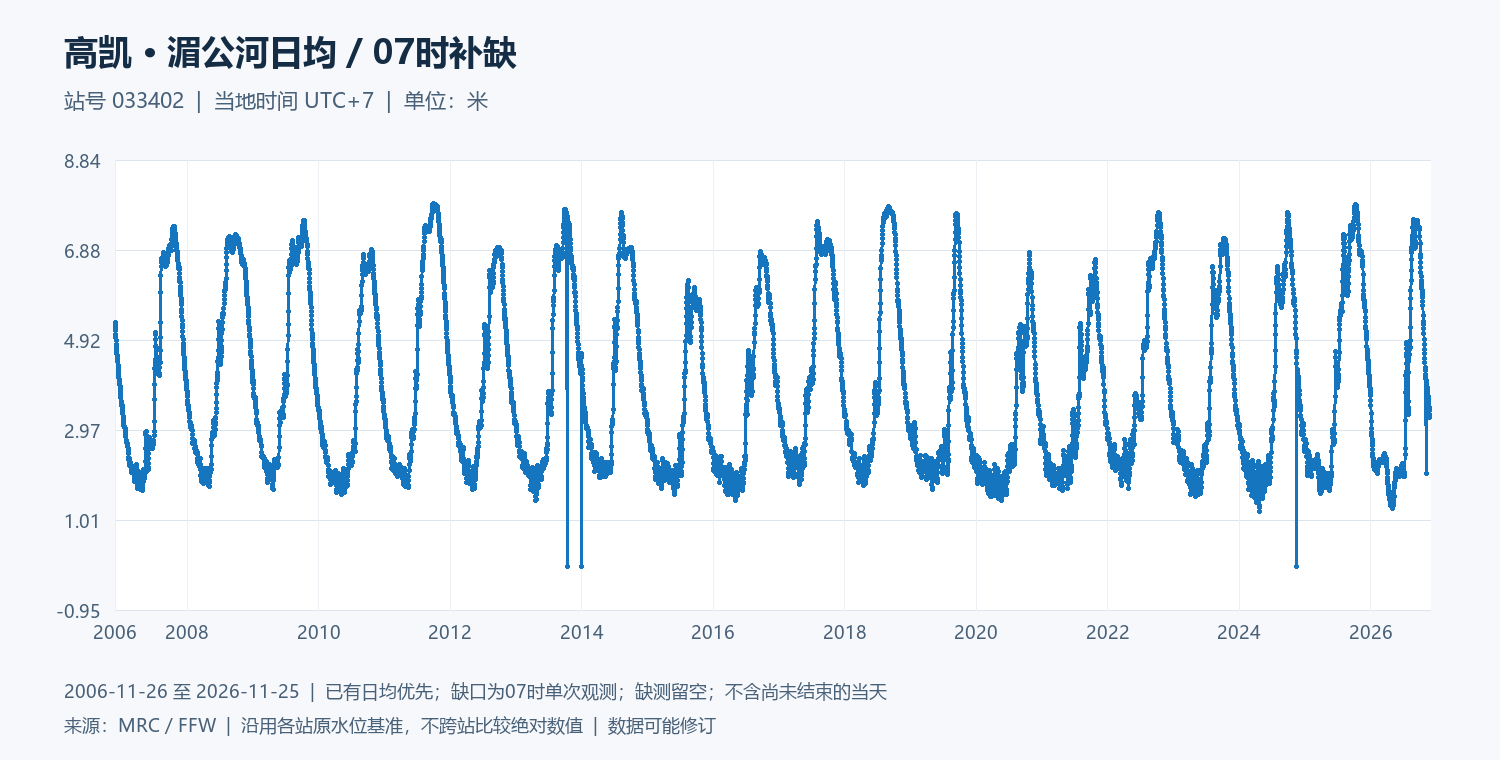 高凯・湄公河日均 / 07时补缺
站号 033402 | 当地时间 UTC+7 | 单位：米
8.84
6.88
4.92
2.97
1.01
-0.95
2006 2008 2010 2012 2014 2016 2018 2020 2022 2024 2026
2006-11-26 至 2026-11-25 | 已有日均优先；缺口为07时单次观测；缺测留空；不含尚未结束的当天
来源：MRC / FFW | 沿用各站原水位基准，不跨站比较绝对数值 | 数据可能修订